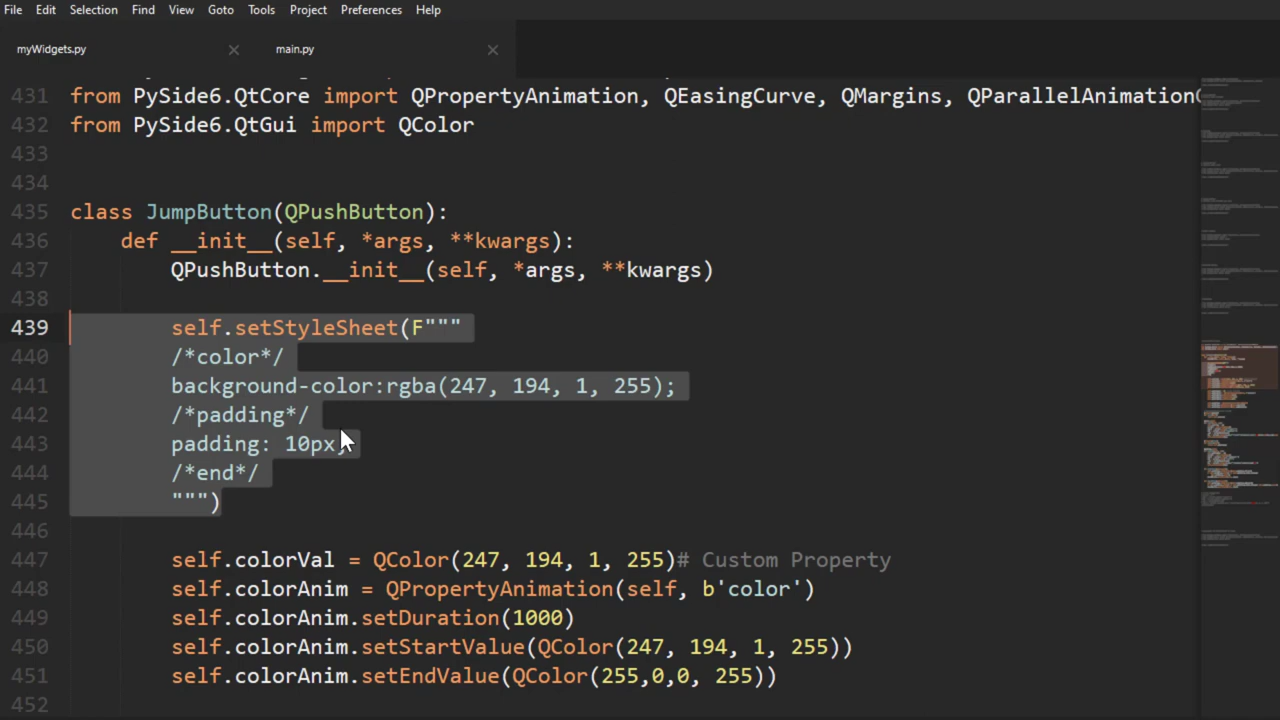 File Edit Selection Find View Goto Tools Project Preferences Help
myWidgets.py main.py
431 from PySide6.QtCore import QPropertyAnimation, QEasingCurve, QMargins, QParallelAnimation
432 from PySide6.QtGui import QColor
433
434
435 class JumpButton(QPushButton):
436 def __init__(self, *args, **kwargs):
437 QPushButton.__init__(self, *args, **kwargs)
438
439 self.setStyleSheet(F"""
440 /*color*/
441 background-color:rgba(247, 194, 1, 255);
442 /*padding*/
443 padding: 10px;
444 /*end*/
445 """)
446
447 self.colorVal = QColor(247, 194, 1, 255)# Custom Property
448 self.colorAnim = QPropertyAnimation(self, b'color')
449 self.colorAnim.setDuration(1000)
450 self.colorAnim.setStartValue(QColor(247, 194, 1, 255))
451 self.colorAnim.setEndValue(QColor(255,0,0, 255))
452